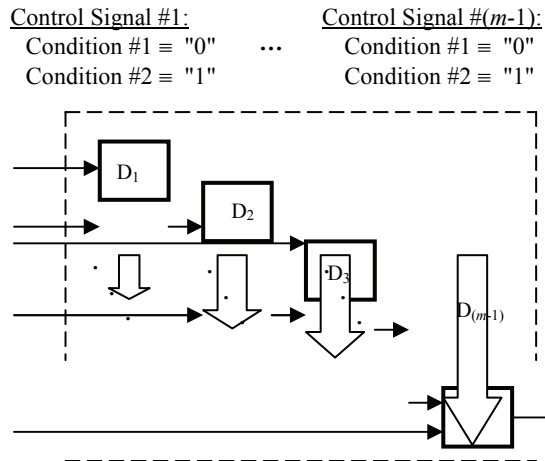 Control Signal #1: Control Signal #(m-1):
Condition #1 ≡ "0" ... Condition #1 ≡ "0"
Condition #2 ≡ "1" Condition #2 ≡ "1"
D1
D2
D3
D(m-1)